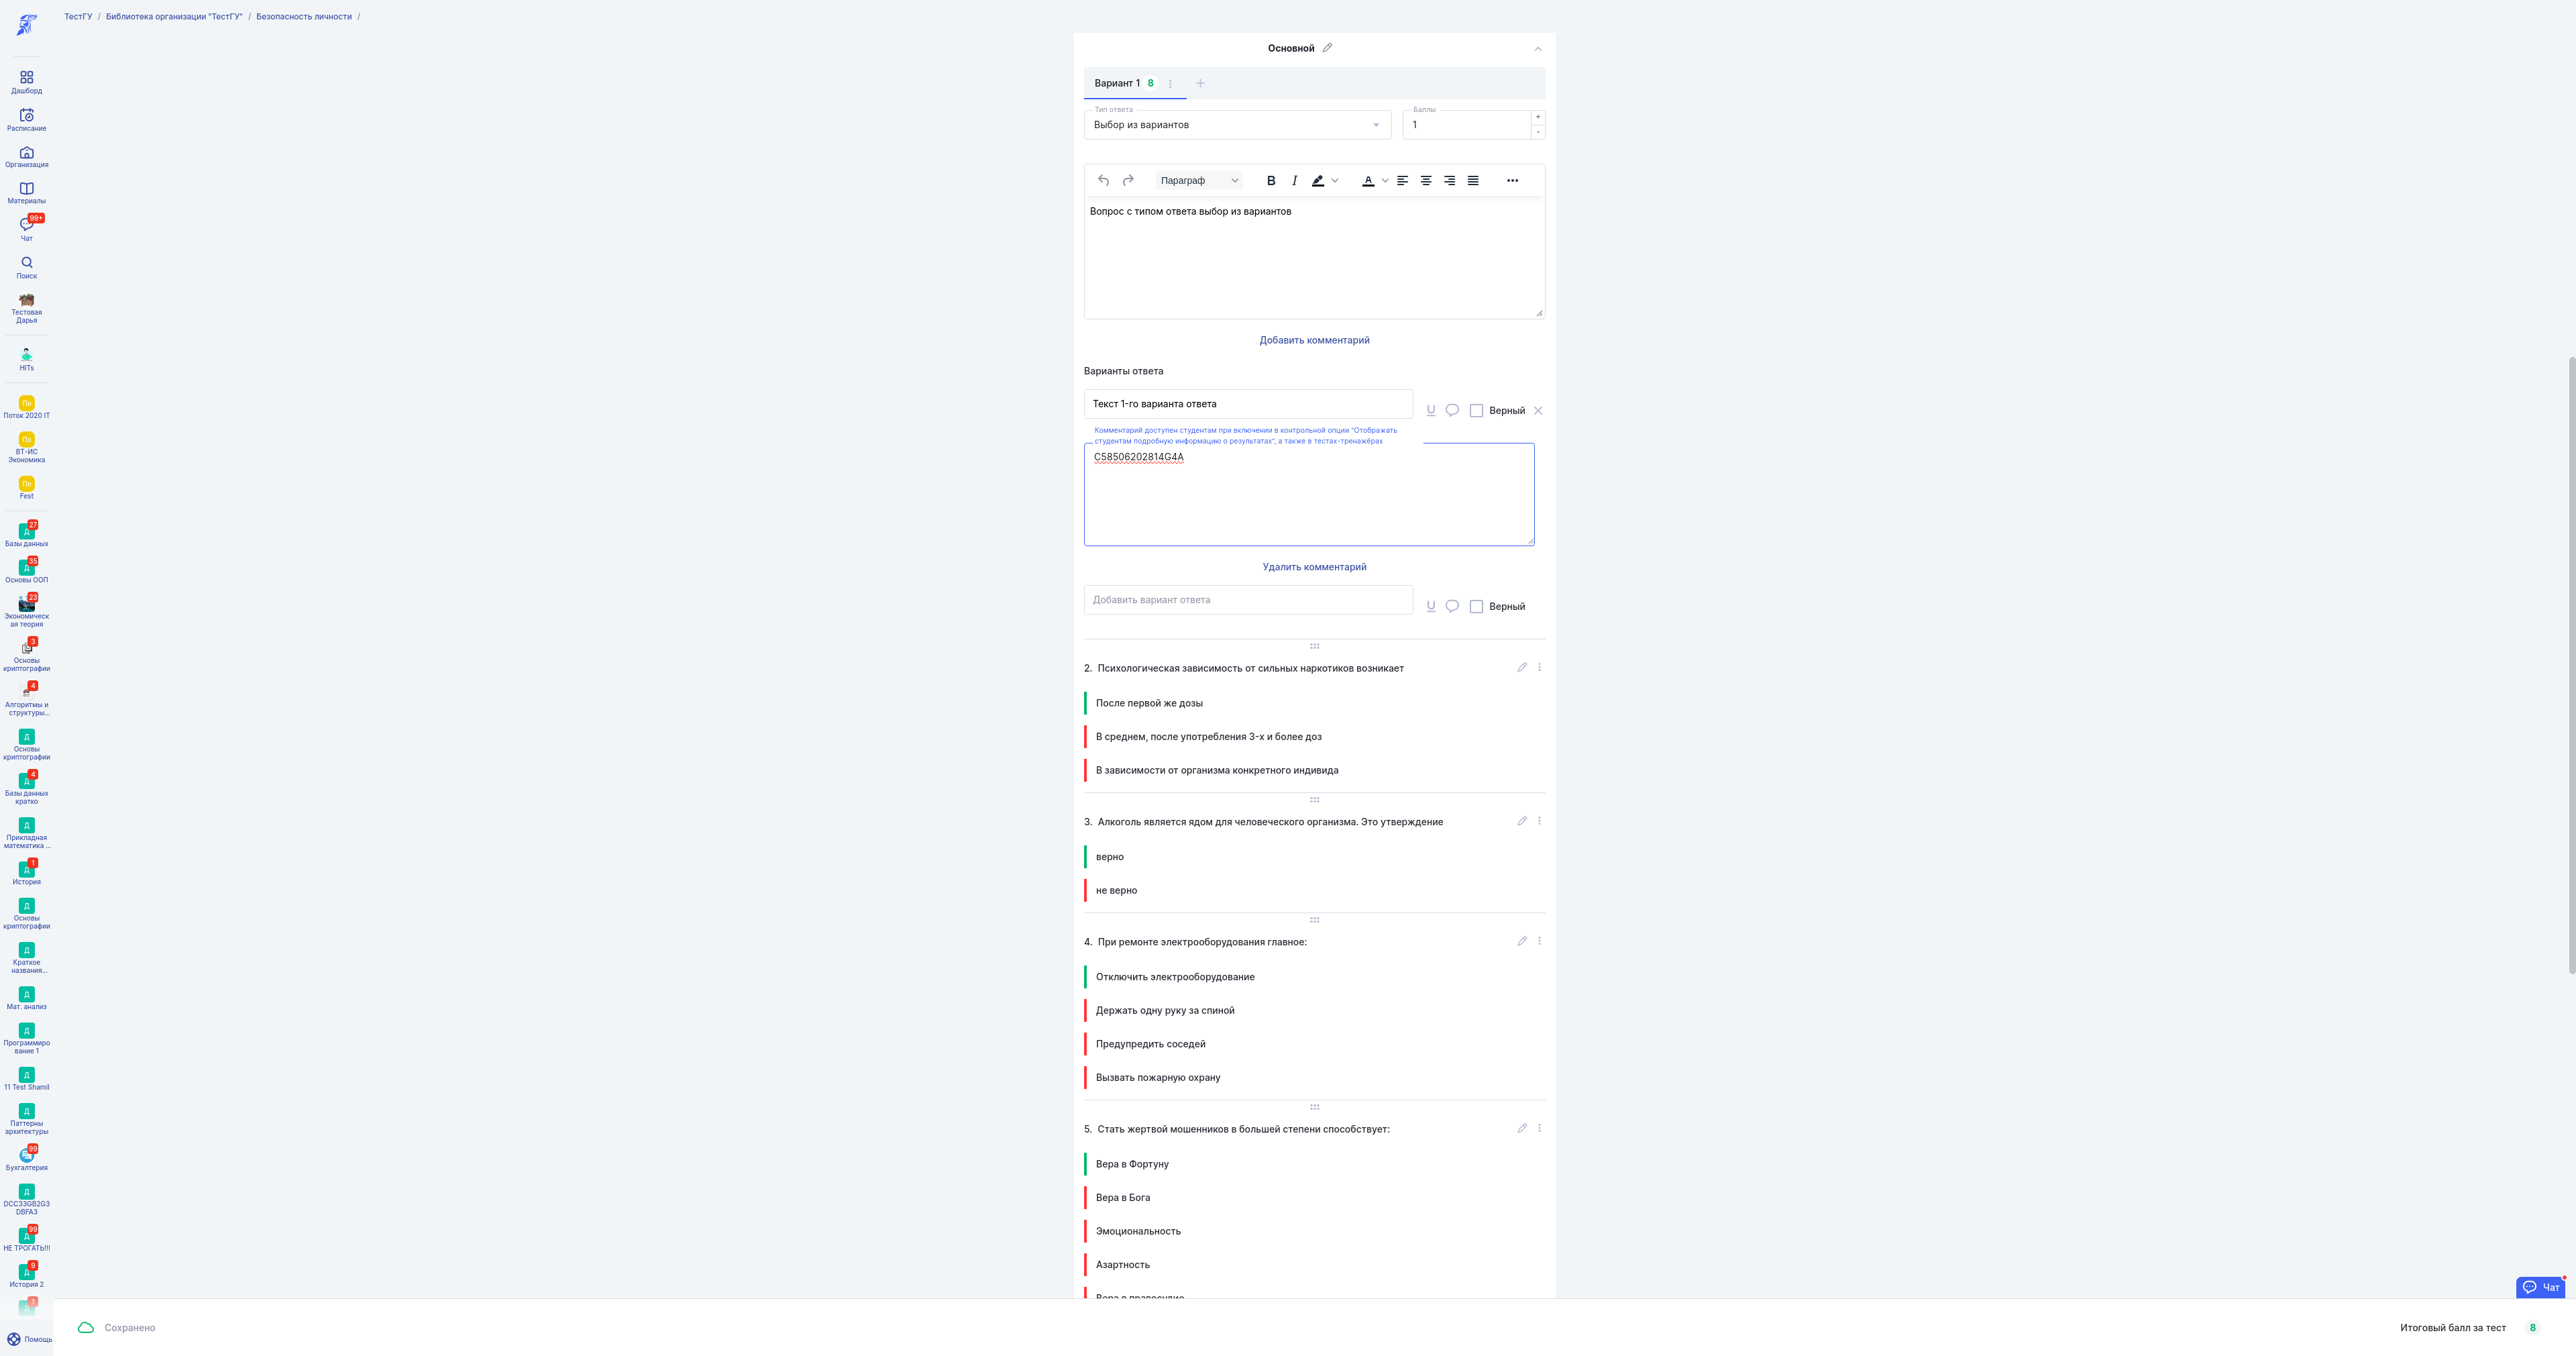 ТестГУ / Библиотека организации "ТестГУ" / Безопасность личности /
Дашборд
Расписание
Организация
Материалы
99+
Чат
Поиск
Тестовая
Дарья
HITs
По
Поток 2020 IT
По
ВТ-ИС
Экономика
По
Fest
27
Д
Базы данных
35
Д
Основы ООП
23
Экономическ
ая теория
3
Основы
криптографии
4
Алгоритмы и
структуры...
Д
Основы
криптографии
4
Д
Базы данных
кратко
Д
Прикладная
математика ...
1
Д
История
Д
Основы
криптографии
Д
Краткое
названия...
Д
Мат. анализ
Д
Программиро
вание 1
Д
11 Test Shamil
Д
Паттерны
архитектуры
99
Бухгалтерия
Д
DCC33GB2G3
DBFA3
99
Д
НЕ ТРОГАТЬ!!!
9
Д
История 2
1
Д
Помощь
Основной
Вариант 1 8
Тип ответа
Выбор из вариантов
Баллы
1
+
-
Параграф
B I A
Вопрос с типом ответа выбор из вариантов
Добавить комментарий
Варианты ответа
Текст 1-го варианта ответа
Верный
Комментарий доступен студентам при включении в контрольной опции "Отображать
студентам подробную информацию о результатах", а также в тестах-тренажёрах
C58506202814G4A
Удалить комментарий
Добавить вариант ответа
Верный
2. Психологическая зависимость от сильных наркотиков возникает
После первой же дозы
В среднем, после употребления 3-х и более доз
В зависимости от организма конкретного индивида
3. Алкоголь является ядом для человеческого организма. Это утверждение
верно
не верно
4. При ремонте электрооборудования главное:
Отключить электрооборудование
Держать одну руку за спиной
Предупредить соседей
Вызвать пожарную охрану
5. Стать жертвой мошенников в большей степени способствует:
Вера в Фортуну
Вера в Бога
Эмоциональность
Азартность
Вера в правосудие
Чат
Сохранено
Итоговый балл за тест 8